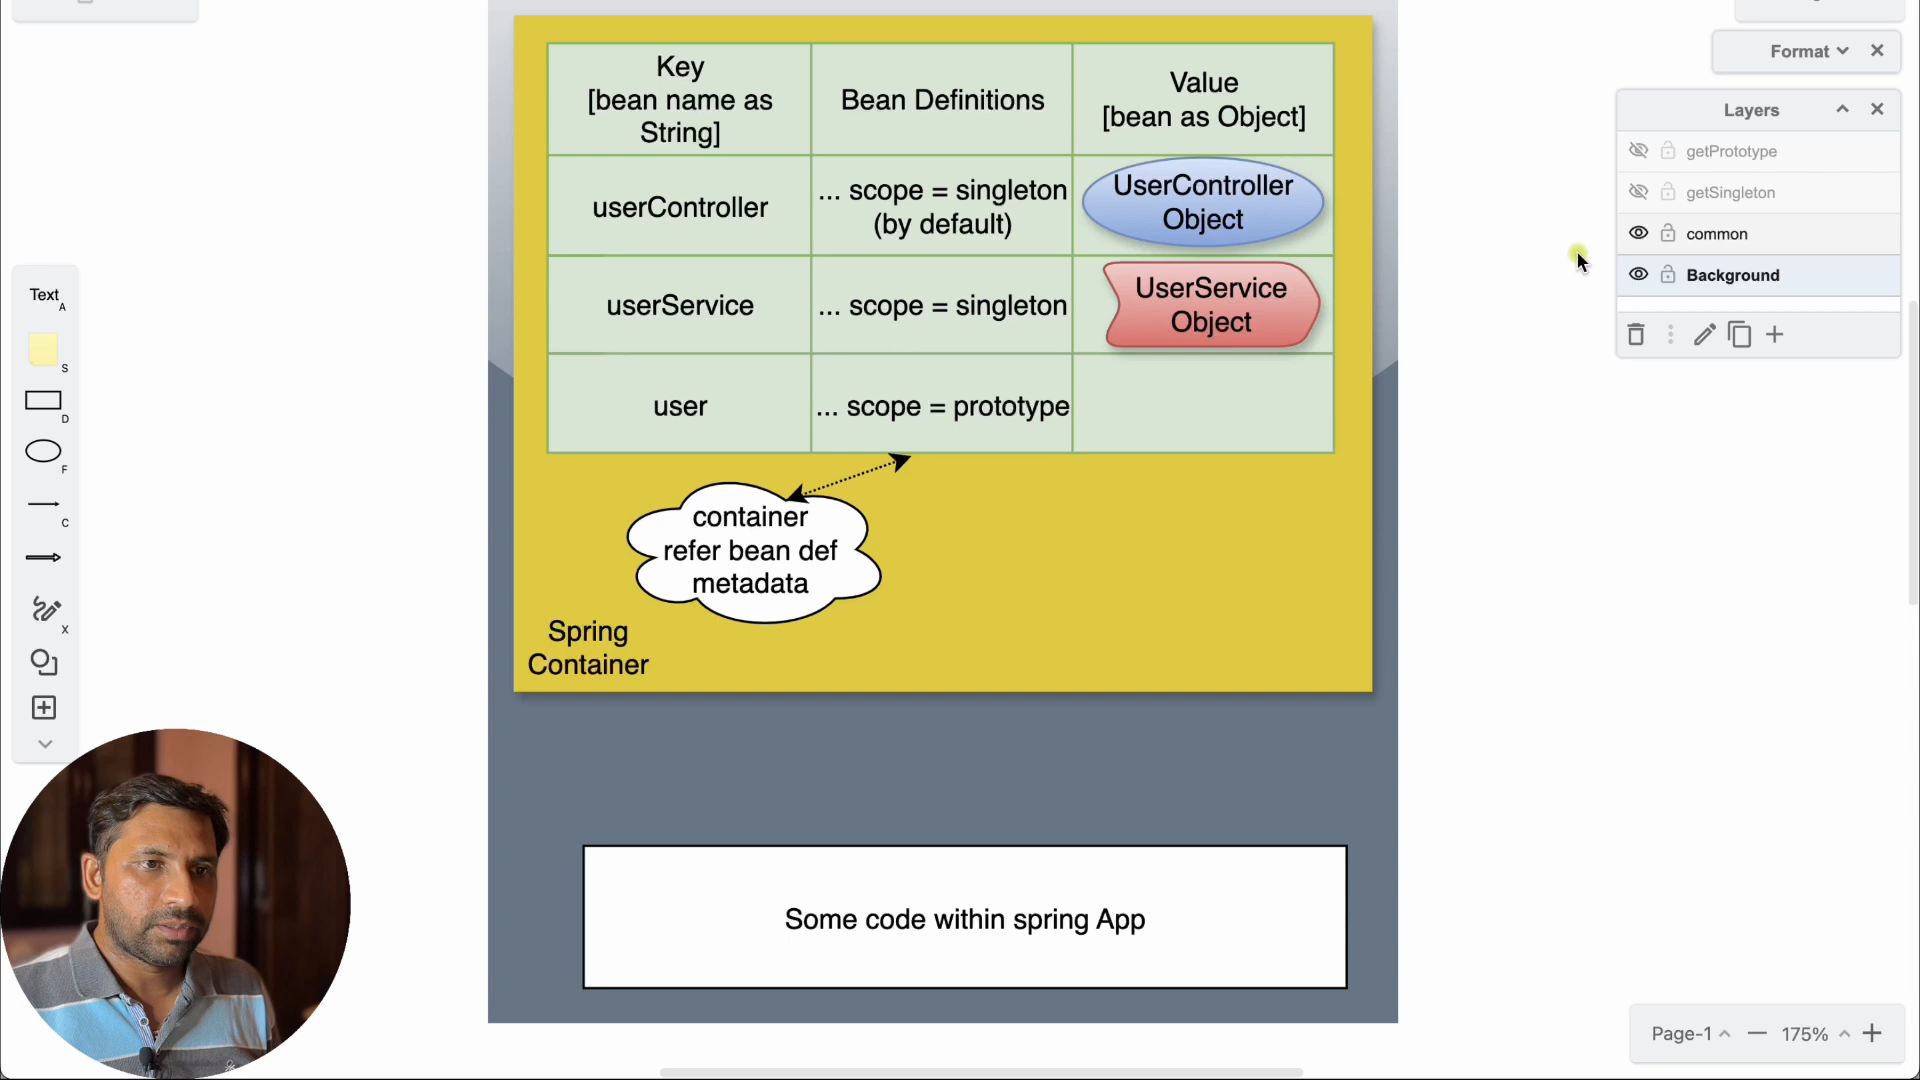 Key
[bean name as
String]
Bean Definitions
Value
[bean as Object]
userController
... scope = singleton
(by default)
UserController
Object
userService
... scope = singleton
UserService
Object
user
... scope = prototype
container
refer bean def
metadata
Spring
Container
Some code within spring App
Text
A
S
D
F
C
X
Format
Layers
getPrototype
getSingleton
common
Background
Page-1
175%